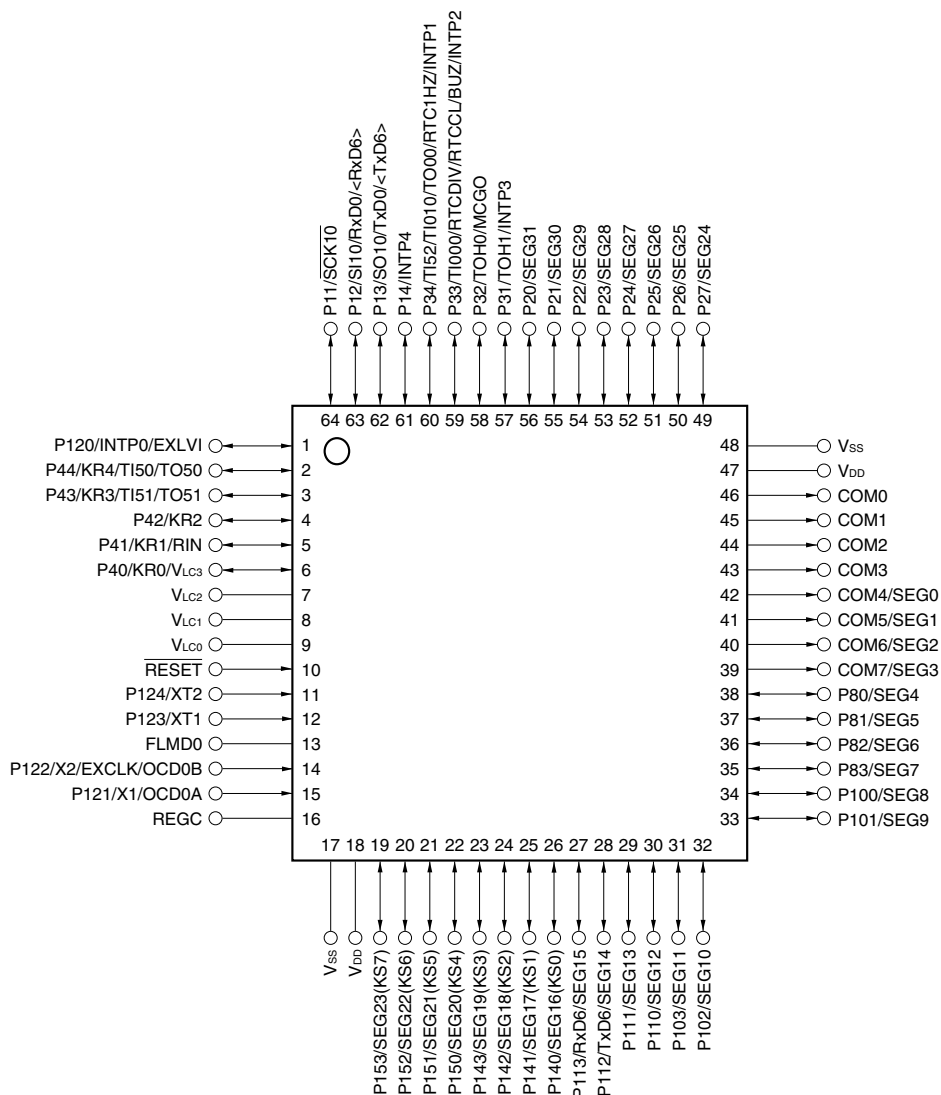 P11/SCK10
P12/SI10/RxD0/<RxD6>
P13/SO10/TxD0/<TxD6>
P14/INTP4
P34/TI52/TI010/TO00/RTC1HZ/INTP1
P33/TI000/RTCDIV/RTCCL/BUZ/INTP2
P32/TOH0/MCGO
P31/TOH1/INTP3
P20/SEG31
P21/SEG30
P22/SEG29
P23/SEG28
P24/SEG27
P25/SEG26
P26/SEG25
P27/SEG24
64 63 62 61 60 59 58 57 56 55 54 53 52 51 50 49
P120/INTP0/EXLVI 1
P44/KR4/TI50/TO50 2
P43/KR3/TI51/TO51 3
P42/KR2 4
P41/KR1/RIN 5
P40/KR0/VLC3 6
VLC2 7
VLC1 8
VLC0 9
RESET 10
P124/XT2 11
P123/XT1 12
FLMD0 13
P122/X2/EXCLK/OCD0B 14
P121/X1/OCD0A 15
REGC 16
48 VSS
47 VDD
46 COM0
45 COM1
44 COM2
43 COM3
42 COM4/SEG0
41 COM5/SEG1
40 COM6/SEG2
39 COM7/SEG3
38 P80/SEG4
37 P81/SEG5
36 P82/SEG6
35 P83/SEG7
34 P100/SEG8
33 P101/SEG9
17 18 19 20 21 22 23 24 25 26 27 28 29 30 31 32
VSS
VDD
P153/SEG23(KS7)
P152/SEG22(KS6)
P151/SEG21(KS5)
P150/SEG20(KS4)
P143/SEG19(KS3)
P142/SEG18(KS2)
P141/SEG17(KS1)
P140/SEG16(KS0)
P113/RxD6/SEG15
P112/TxD6/SEG14
P111/SEG13
P110/SEG12
P103/SEG11
P102/SEG10